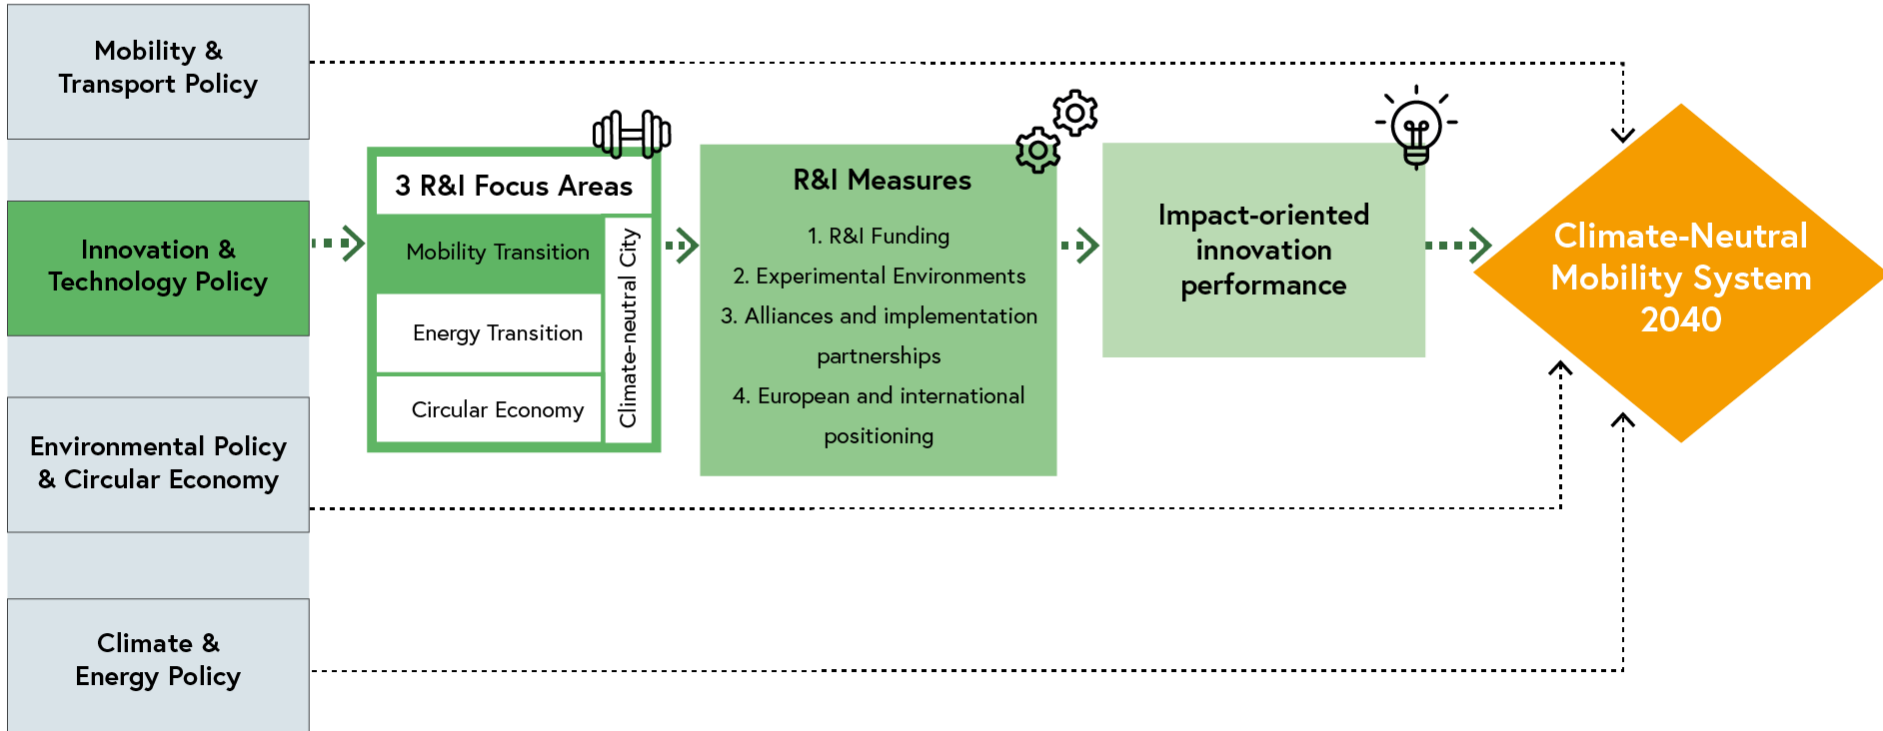 Mobility &
Transport Policy
Innovation &
Technology Policy
Environmental Policy
& Circular Economy
Climate &
Energy Policy
3 R&I Focus Areas
Mobility Transition
Energy Transition
Circular Economy
Climate-neutral City
R&I Measures
1. R&I Funding
2. Experimental Environments
3. Alliances and implementation
partnerships
4. European and international
positioning
Impact-oriented
innovation
performance
Climate-Neutral
Mobility System
2040